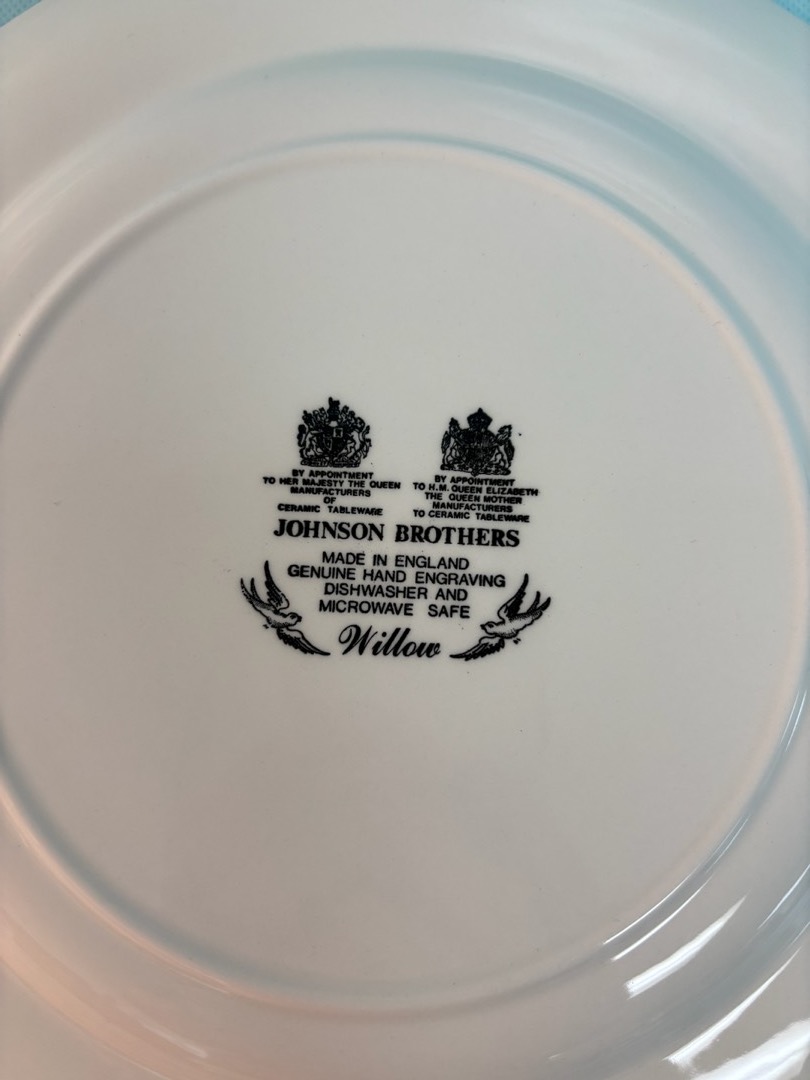 BY APPOINTMENT
TO HER MAJESTY THE QUEEN
MANUFACTURERS
OF
CERAMIC TABLEWARE
BY APPOINTMENT
TO H.M. QUEEN ELIZABETH
THE QUEEN MOTHER
MANUFACTURERS
TO CERAMIC TABLEWARE
JOHNSON BROTHERS
MADE IN ENGLAND
GENUINE HAND ENGRAVING
DISHWASHER AND
MICROWAVE SAFE
Willow